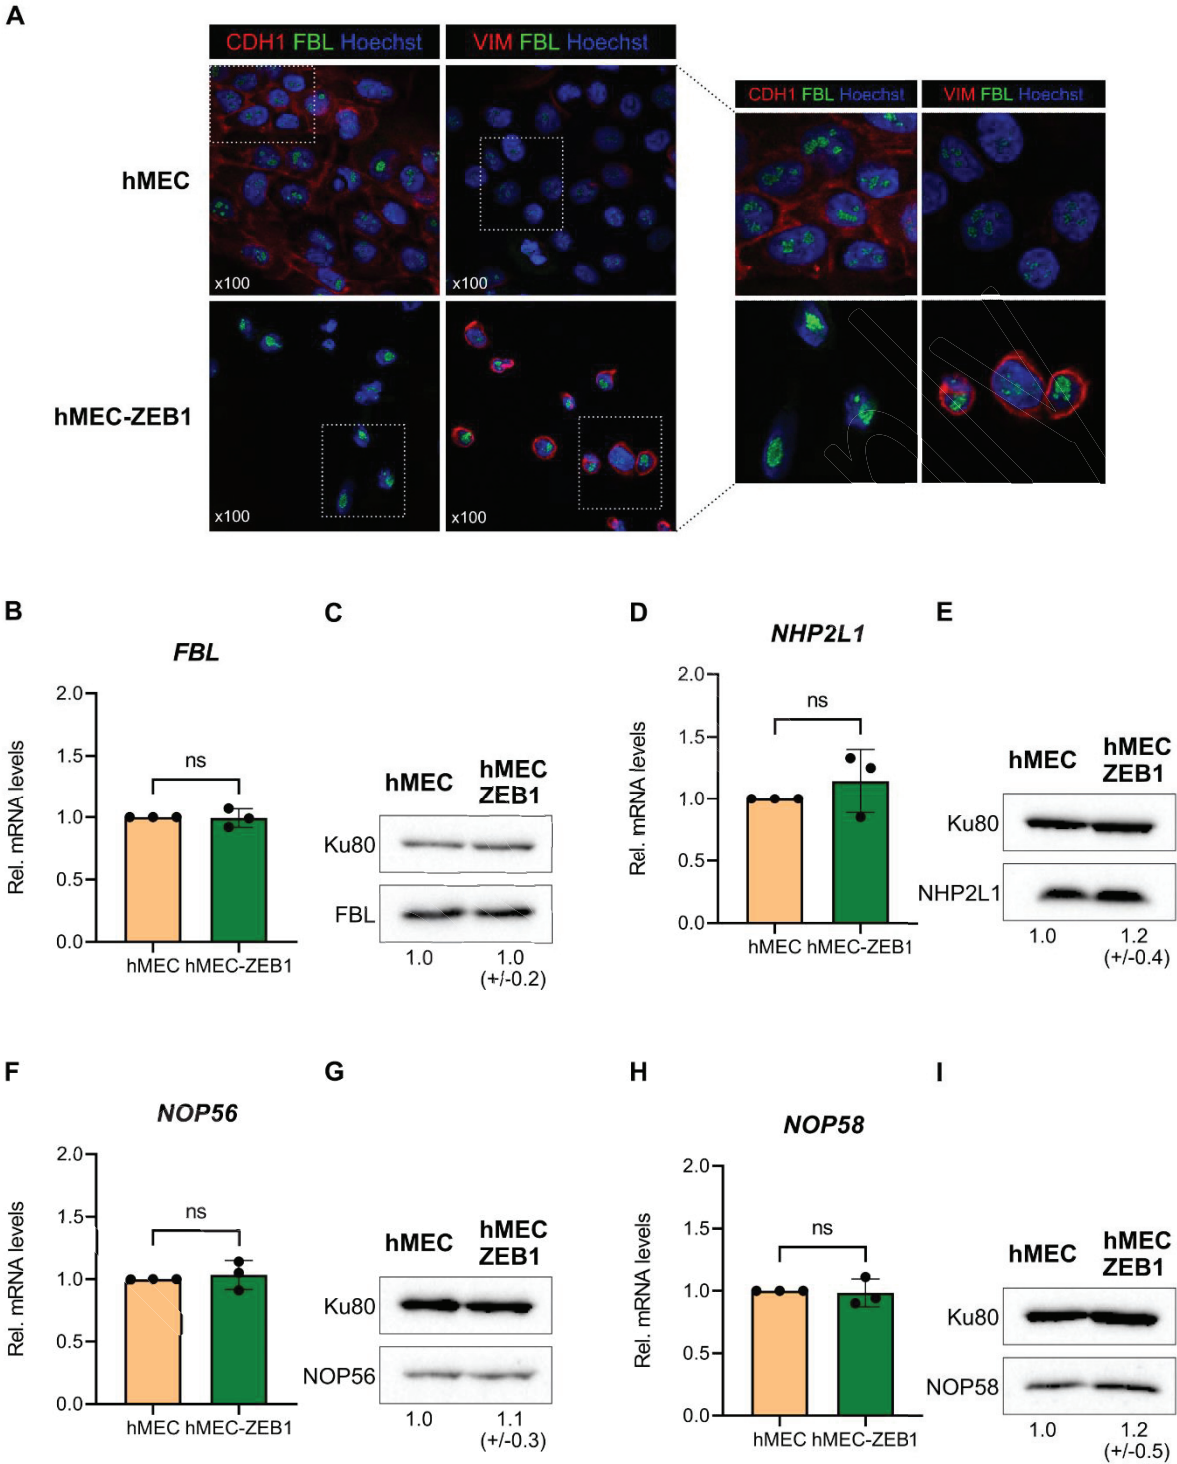 A
CDH1 FBL Hoechst
VIM FBL Hoechst
CDH1 FBL Hoechst
VIM FBL Hoechst
hMEC
x100
x100
hMEC-ZEB1
x100
x100
B
FBL
Rel. mRNA levels
2.0
1.5
1.0
0.5
0.0
ns
hMEC hMEC-ZEB1
C
hMEC
hMEC
ZEB1
Ku80
FBL
1.0
1.0
(+/-0.2)
D
NHP2L1
Rel. mRNA levels
2.0
1.5
1.0
0.5
0.0
ns
hMEC hMEC-ZEB1
E
hMEC
hMEC
ZEB1
Ku80
NHP2L1
1.0
1.2
(+/-0.4)
F
NOP56
Rel. mRNA levels
2.0
1.5
1.0
0.5
0.0
ns
hMEC hMEC-ZEB1
G
hMEC
hMEC
ZEB1
Ku80
NOP56
1.0
1.1
(+/-0.3)
H
NOP58
Rel. mRNA levels
2.0
1.5
1.0
0.5
0.0
ns
hMEC hMEC-ZEB1
I
hMEC
hMEC
ZEB1
Ku80
NOP58
1.0
1.2
(+/-0.5)